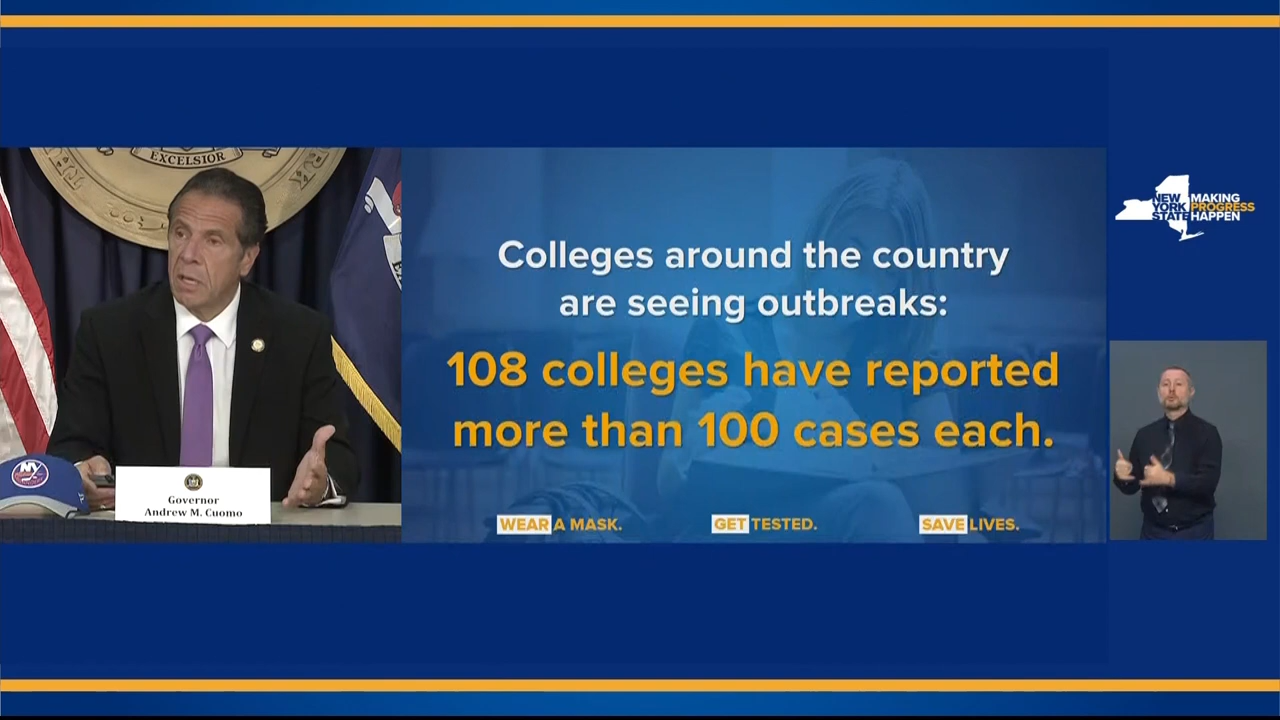 EXCELSIOR
Governor
Andrew M. Cuomo
NY
Colleges around the country
are seeing outbreaks:
108 colleges have reported
more than 100 cases each.
WEAR A MASK. GET TESTED. SAVE LIVES.
NEW
YORK
STATE
MAKING
PROGRESS
HAPPEN